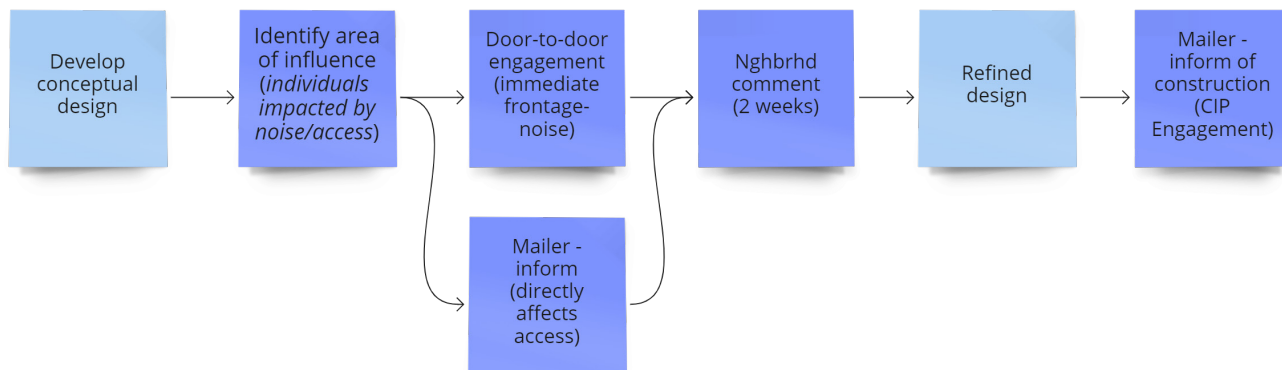 Develop
conceptual
design
Identify area
of influence
(individuals
impacted by
noise/access)
Door-to-door
engagement
(immediate
frontage-
noise)
Mailer -
inform
(directly
affects
access)
Nghbrhd
comment
(2 weeks)
Refined
design
Mailer -
inform of
construction
(CIP
Engagement)